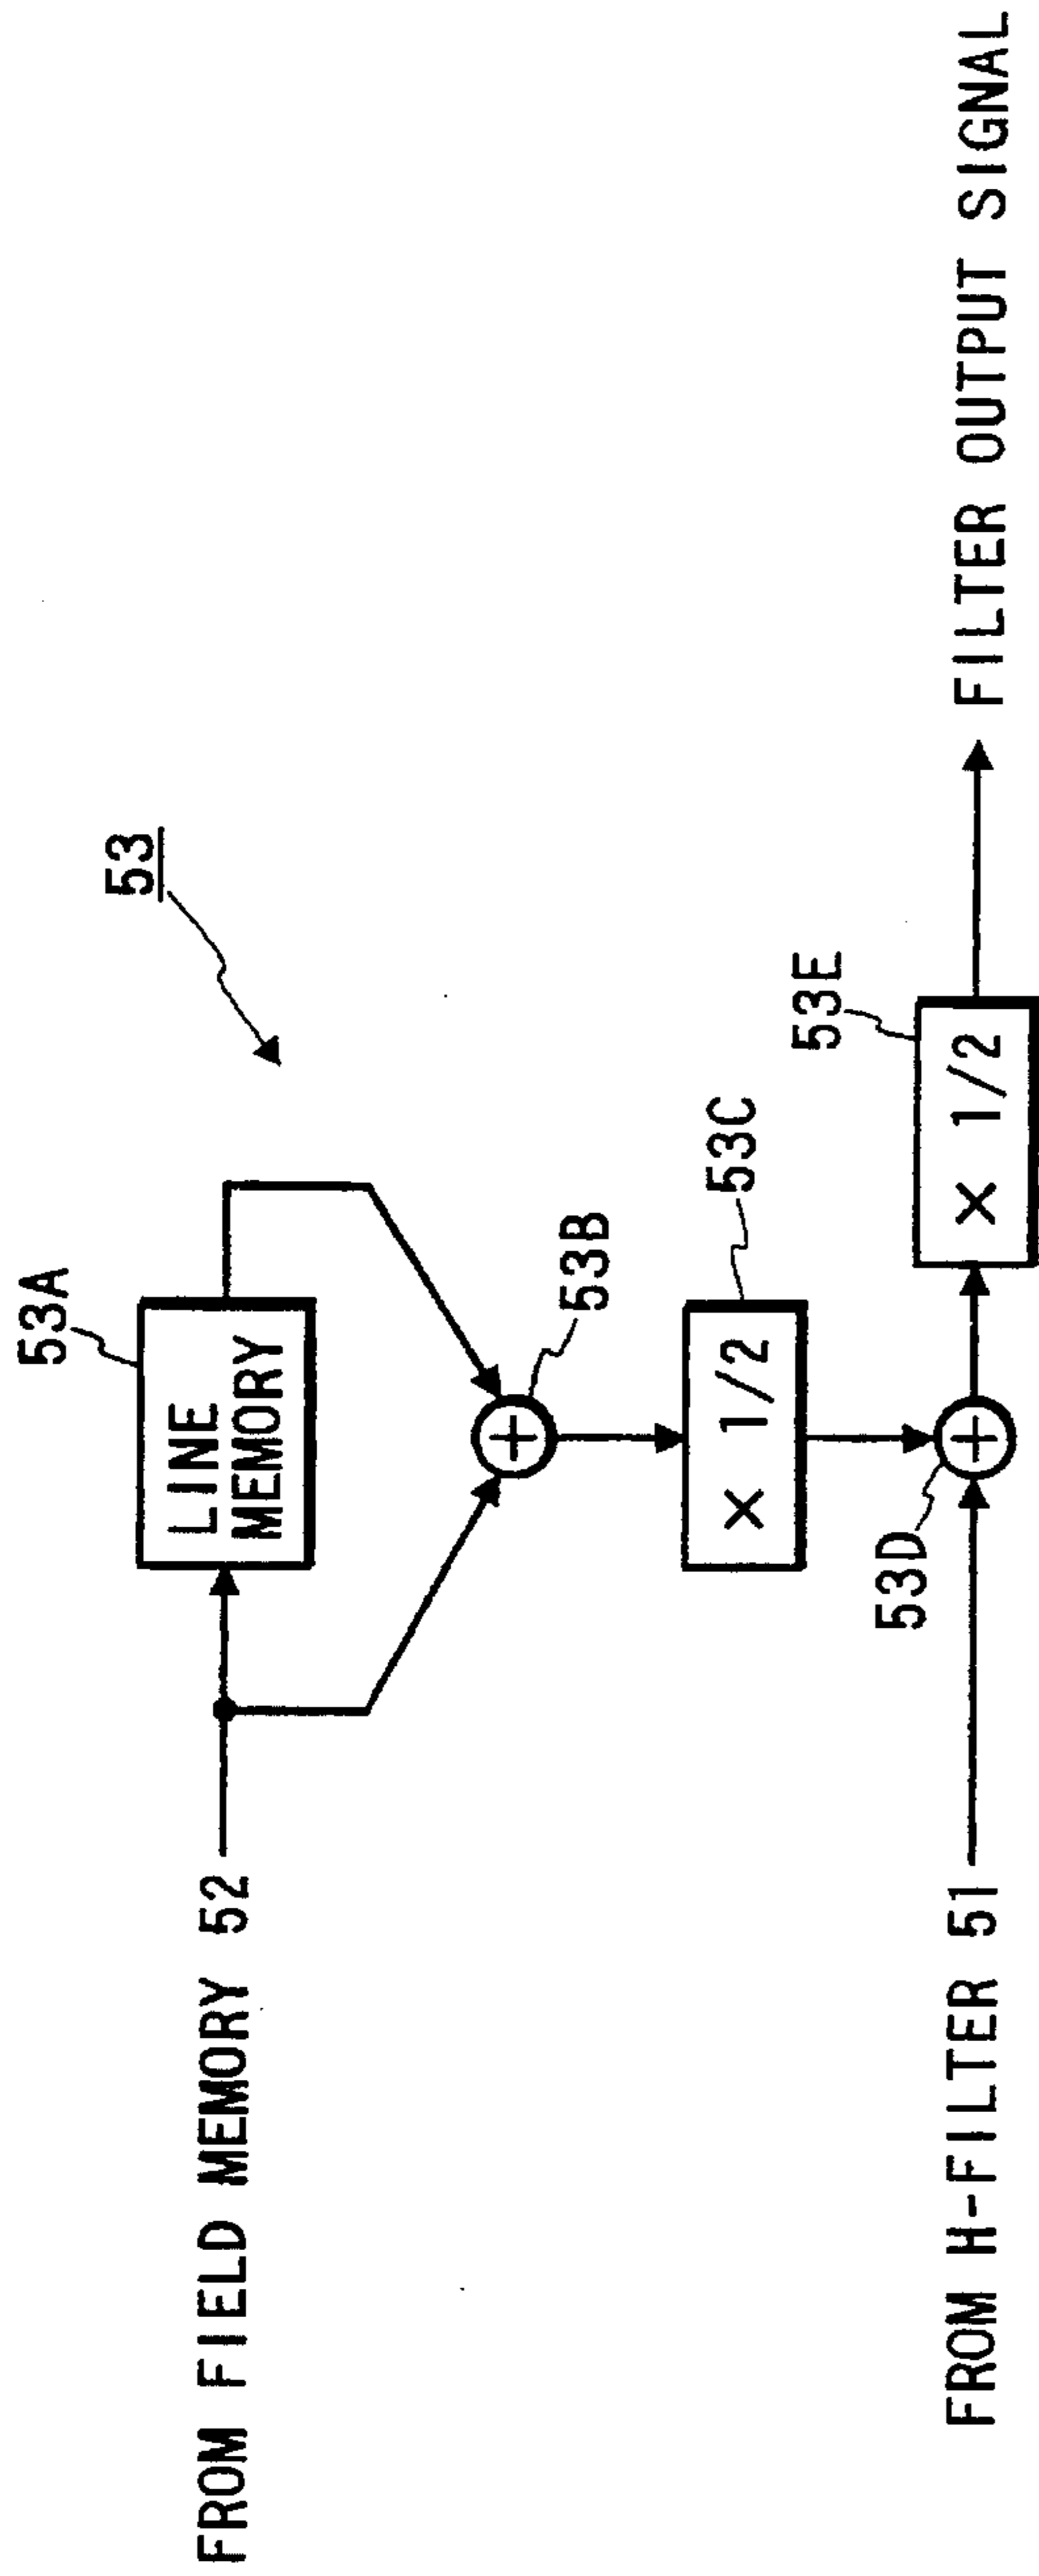 53
53A
LINE
MEMORY
FROM FIELD MEMORY 52
53B
53C
× 1/2
53D
53E
× 1/2
FROM H-FILTER 51
FILTER OUTPUT SIGNAL